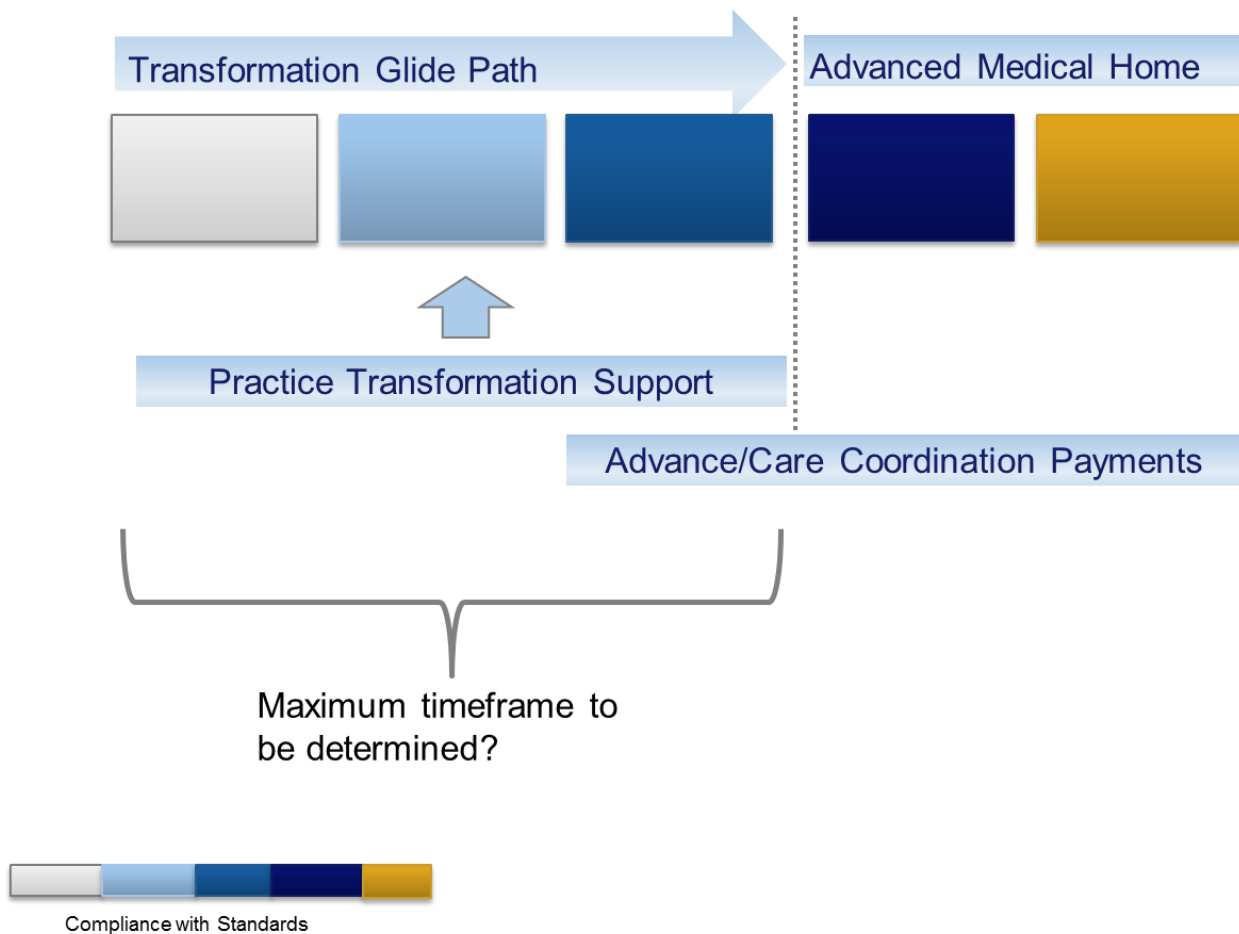 Transformation Glide Path
Advanced Medical Home
Practice Transformation Support
Advance/Care Coordination Payments
Maximum timeframe to
be determined?
Compliance with Standards